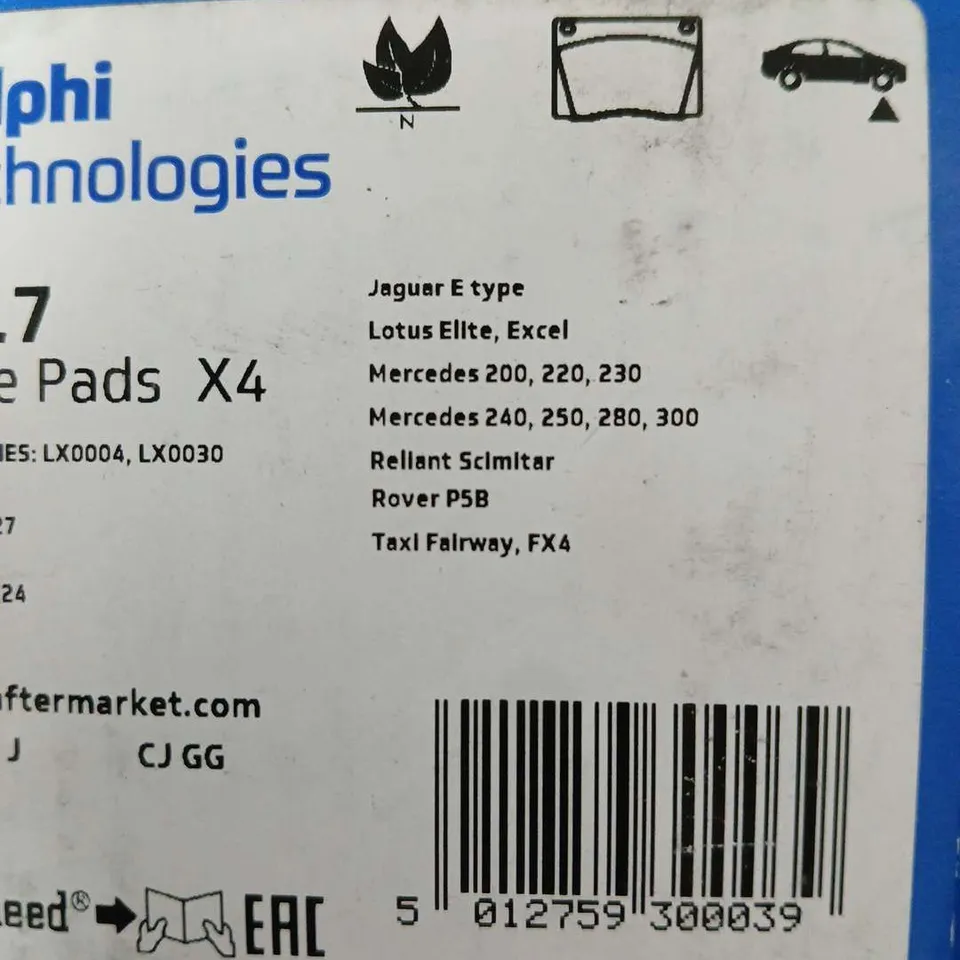 lphi
chnologies
N
.7
e Pads X4
IES: LX0004, LX0030
27
24
aftermarket.com
J CJ GG
Jaguar E type
Lotus Elite, Excel
Mercedes 200, 220, 230
Mercedes 240, 250, 280, 300
Reliant Scimitar
Rover P5B
Taxi Fairway, FX4
5 012759 300039
eed® EAC